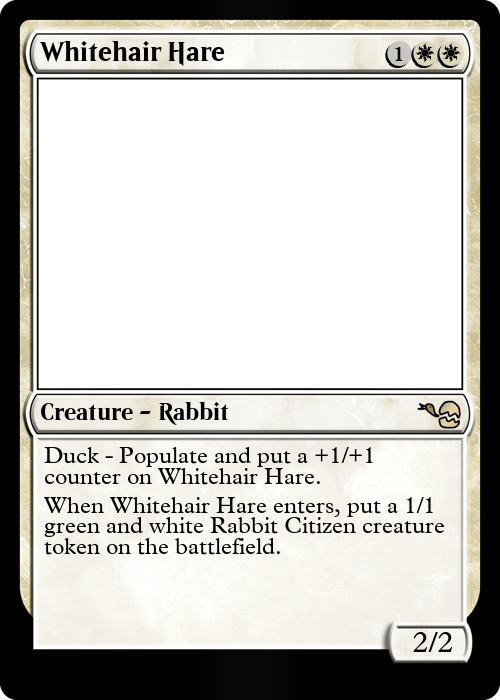 Whitehair Hare 1
Creature – Rabbit
Duck - Populate and put a +1/+1
counter on Whitehair Hare.
When Whitehair Hare enters, put a 1/1
green and white Rabbit Citizen creature
token on the battlefield.
2/2